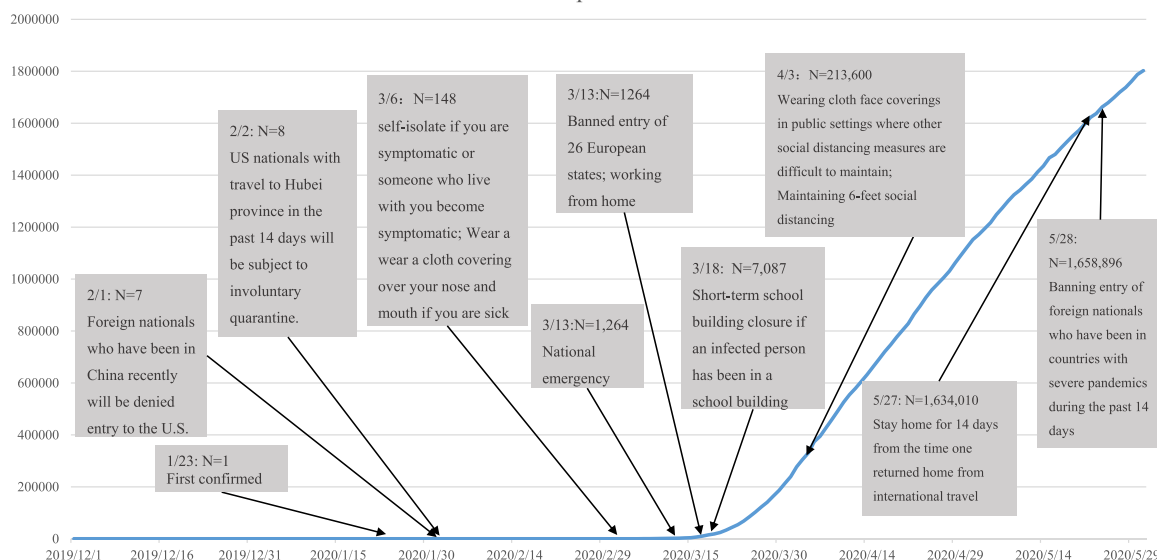 2000000
1800000
1600000
1400000
1200000
1000000
800000
600000
400000
200000
0
2/1: N=7
Foreign nationals
who have been in
China recently
will be denied
entry to the U.S.
1/23: N=1
First confirmed
2/2: N=8
US nationals with
travel to Hubei
province in the
past 14 days will
be subject to
involuntary
quarantine.
3/6：N=148
self-isolate if you are
symptomatic or
someone who live
with you become
symptomatic; Wear a
wear a cloth covering
over your nose and
mouth if you are sick
3/13:N=1264
Banned entry of
26 European
states; working
from home
3/13:N=1,264
National
emergency
3/18: N=7,087
Short-term school
building closure if
an infected person
has been in a
school building
4/3：N=213,600
Wearing cloth face coverings
in public settings where other
social distancing measures are
difficult to maintain;
Maintaining 6-feet social
distancing
5/27: N=1,634,010
Stay home for 14 days
from the time one
returned home from
international travel
5/28:
N=1,658,896
Banning entry of
foreign nationals
who have been in
countries with
severe pandemics
during the past 14
days
2019/12/1 2019/12/16 2019/12/31 2020/1/15 2020/1/30 2020/2/14 2020/2/29 2020/3/15 2020/3/30 2020/4/14 2020/4/29 2020/5/14 2020/5/29